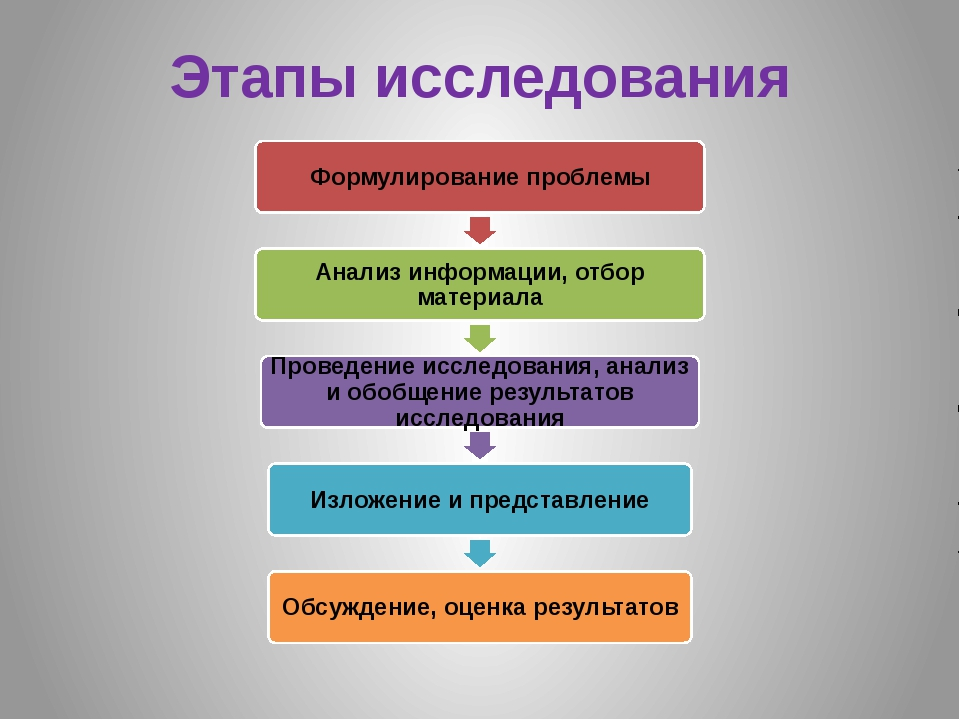 Этапы исследования
Формулирование проблемы
Анализ информации, отбор
материала
Проведение исследования, анализ
и обобщение результатов
исследования
Изложение и представление
Обсуждение, оценка результатов